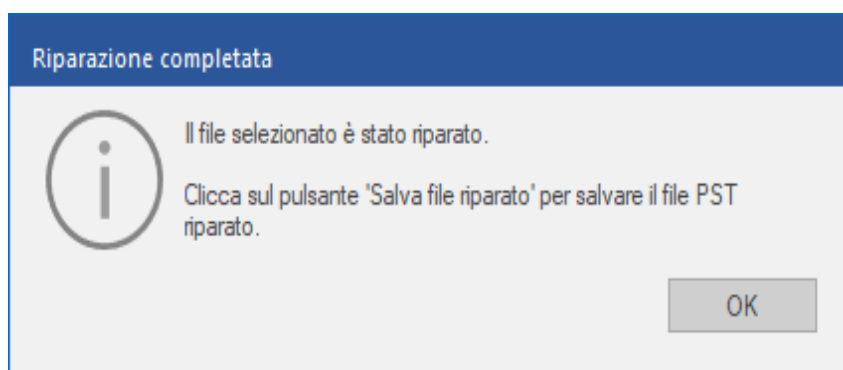 Riparazione completata
Il file selezionato è stato riparato.
Clicca sul pulsante 'Salva file riparato' per salvare il file PST
riparato.
OK